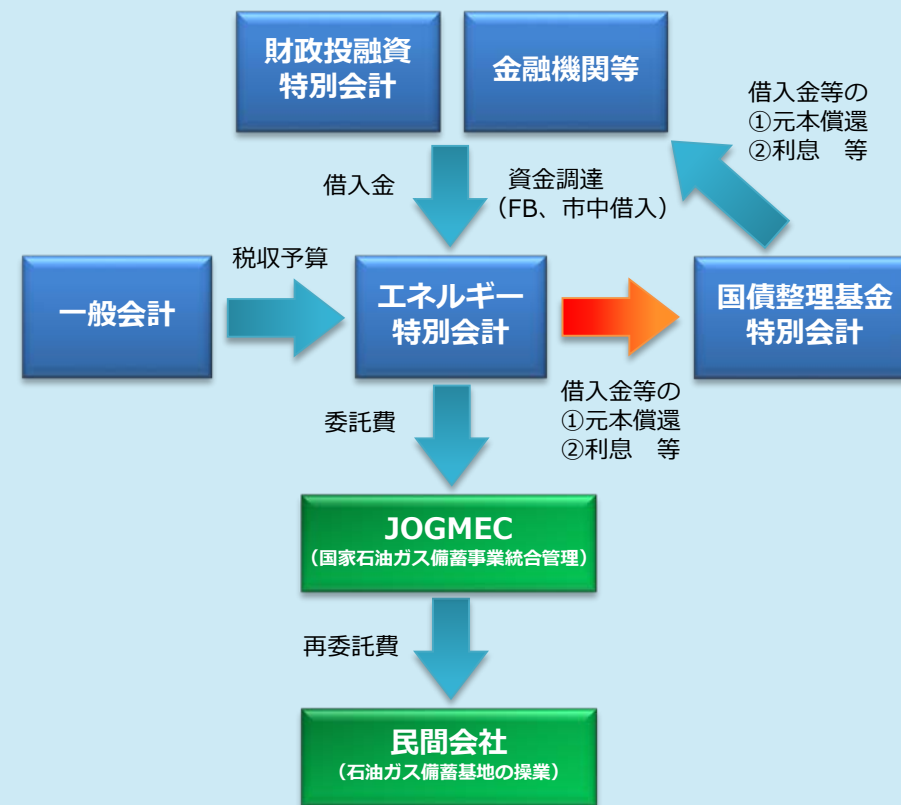 財政投融資
特別会計
金融機関等
借入金等の
①元本償還
②利息　等
借入金
資金調達
（FB、市中借入）
税収予算
一般会計
エネルギー
特別会計
国債整理基金
特別会計
借入金等の
①元本償還
②利息　等
委託費
JOGMEC
（国家石油ガス備蓄事業統合管理）
再委託費
民間会社
（石油ガス備蓄基地の操業）